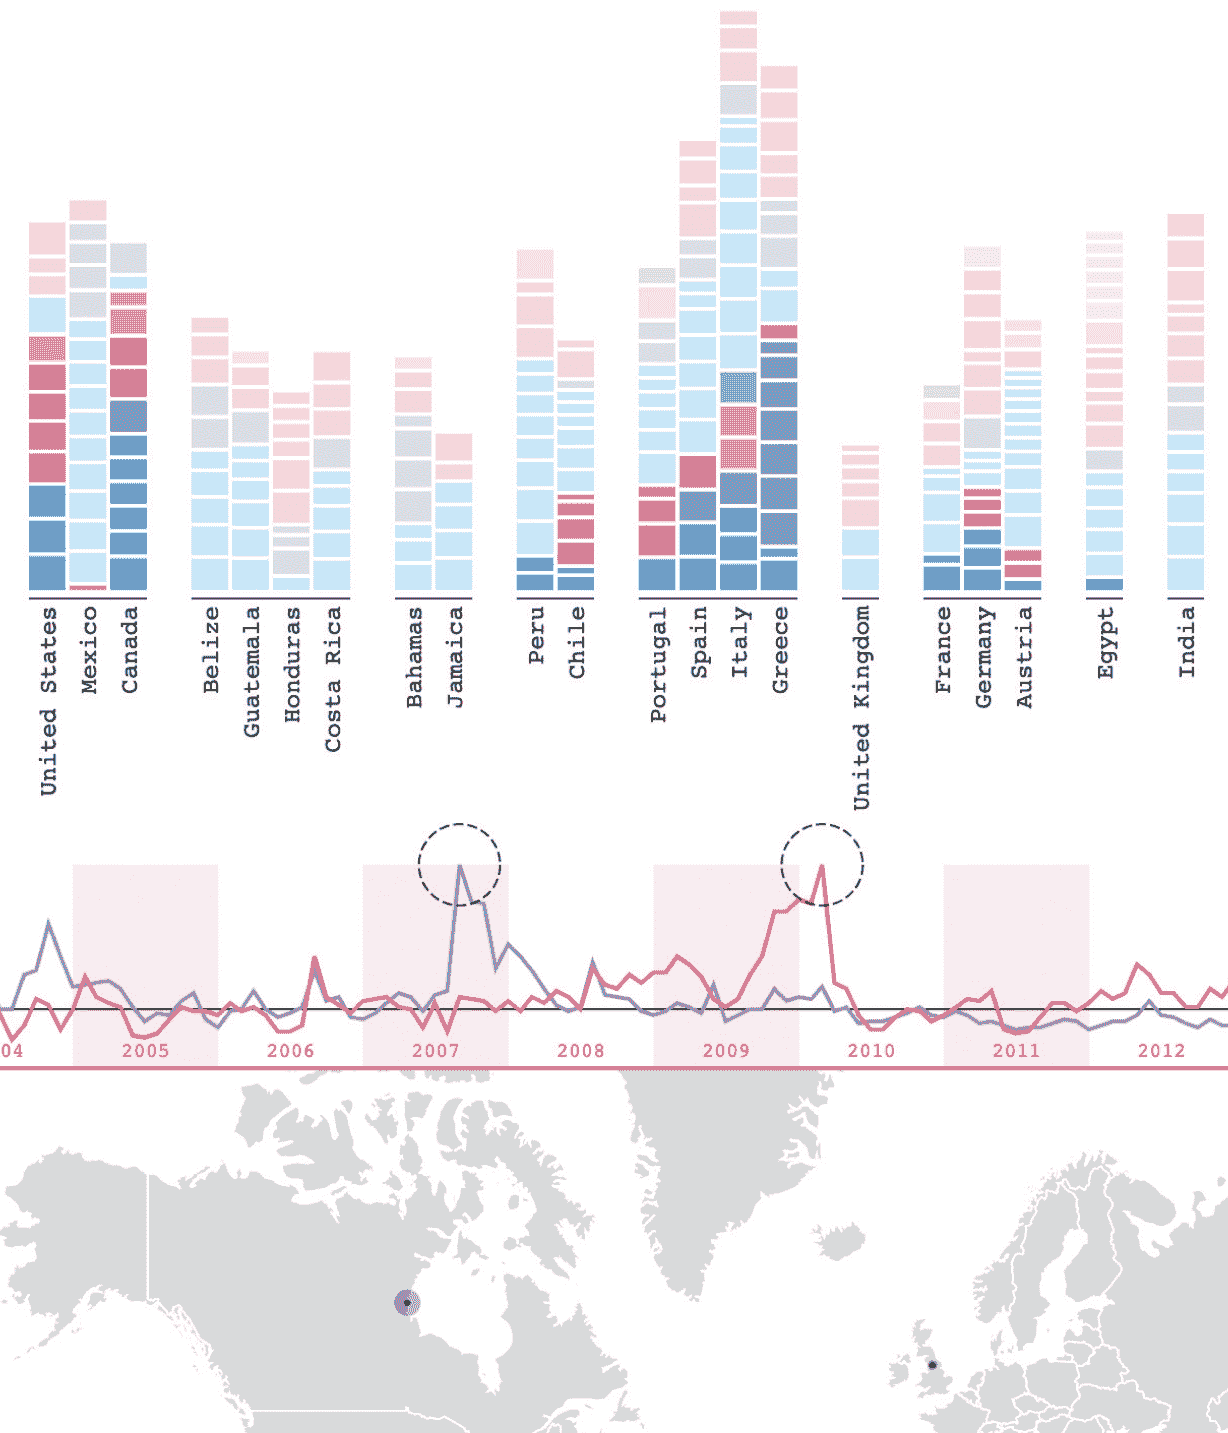 United States
Mexico
Canada
Belize
Guatemala
Honduras
Costa Rica
Bahamas
Jamaica
Peru
Chile
Portugal
Spain
Italy
Greece
United Kingdom
France
Germany
Austria
Egypt
India
04 2005 2006 2007 2008 2009 2010 2011 2012